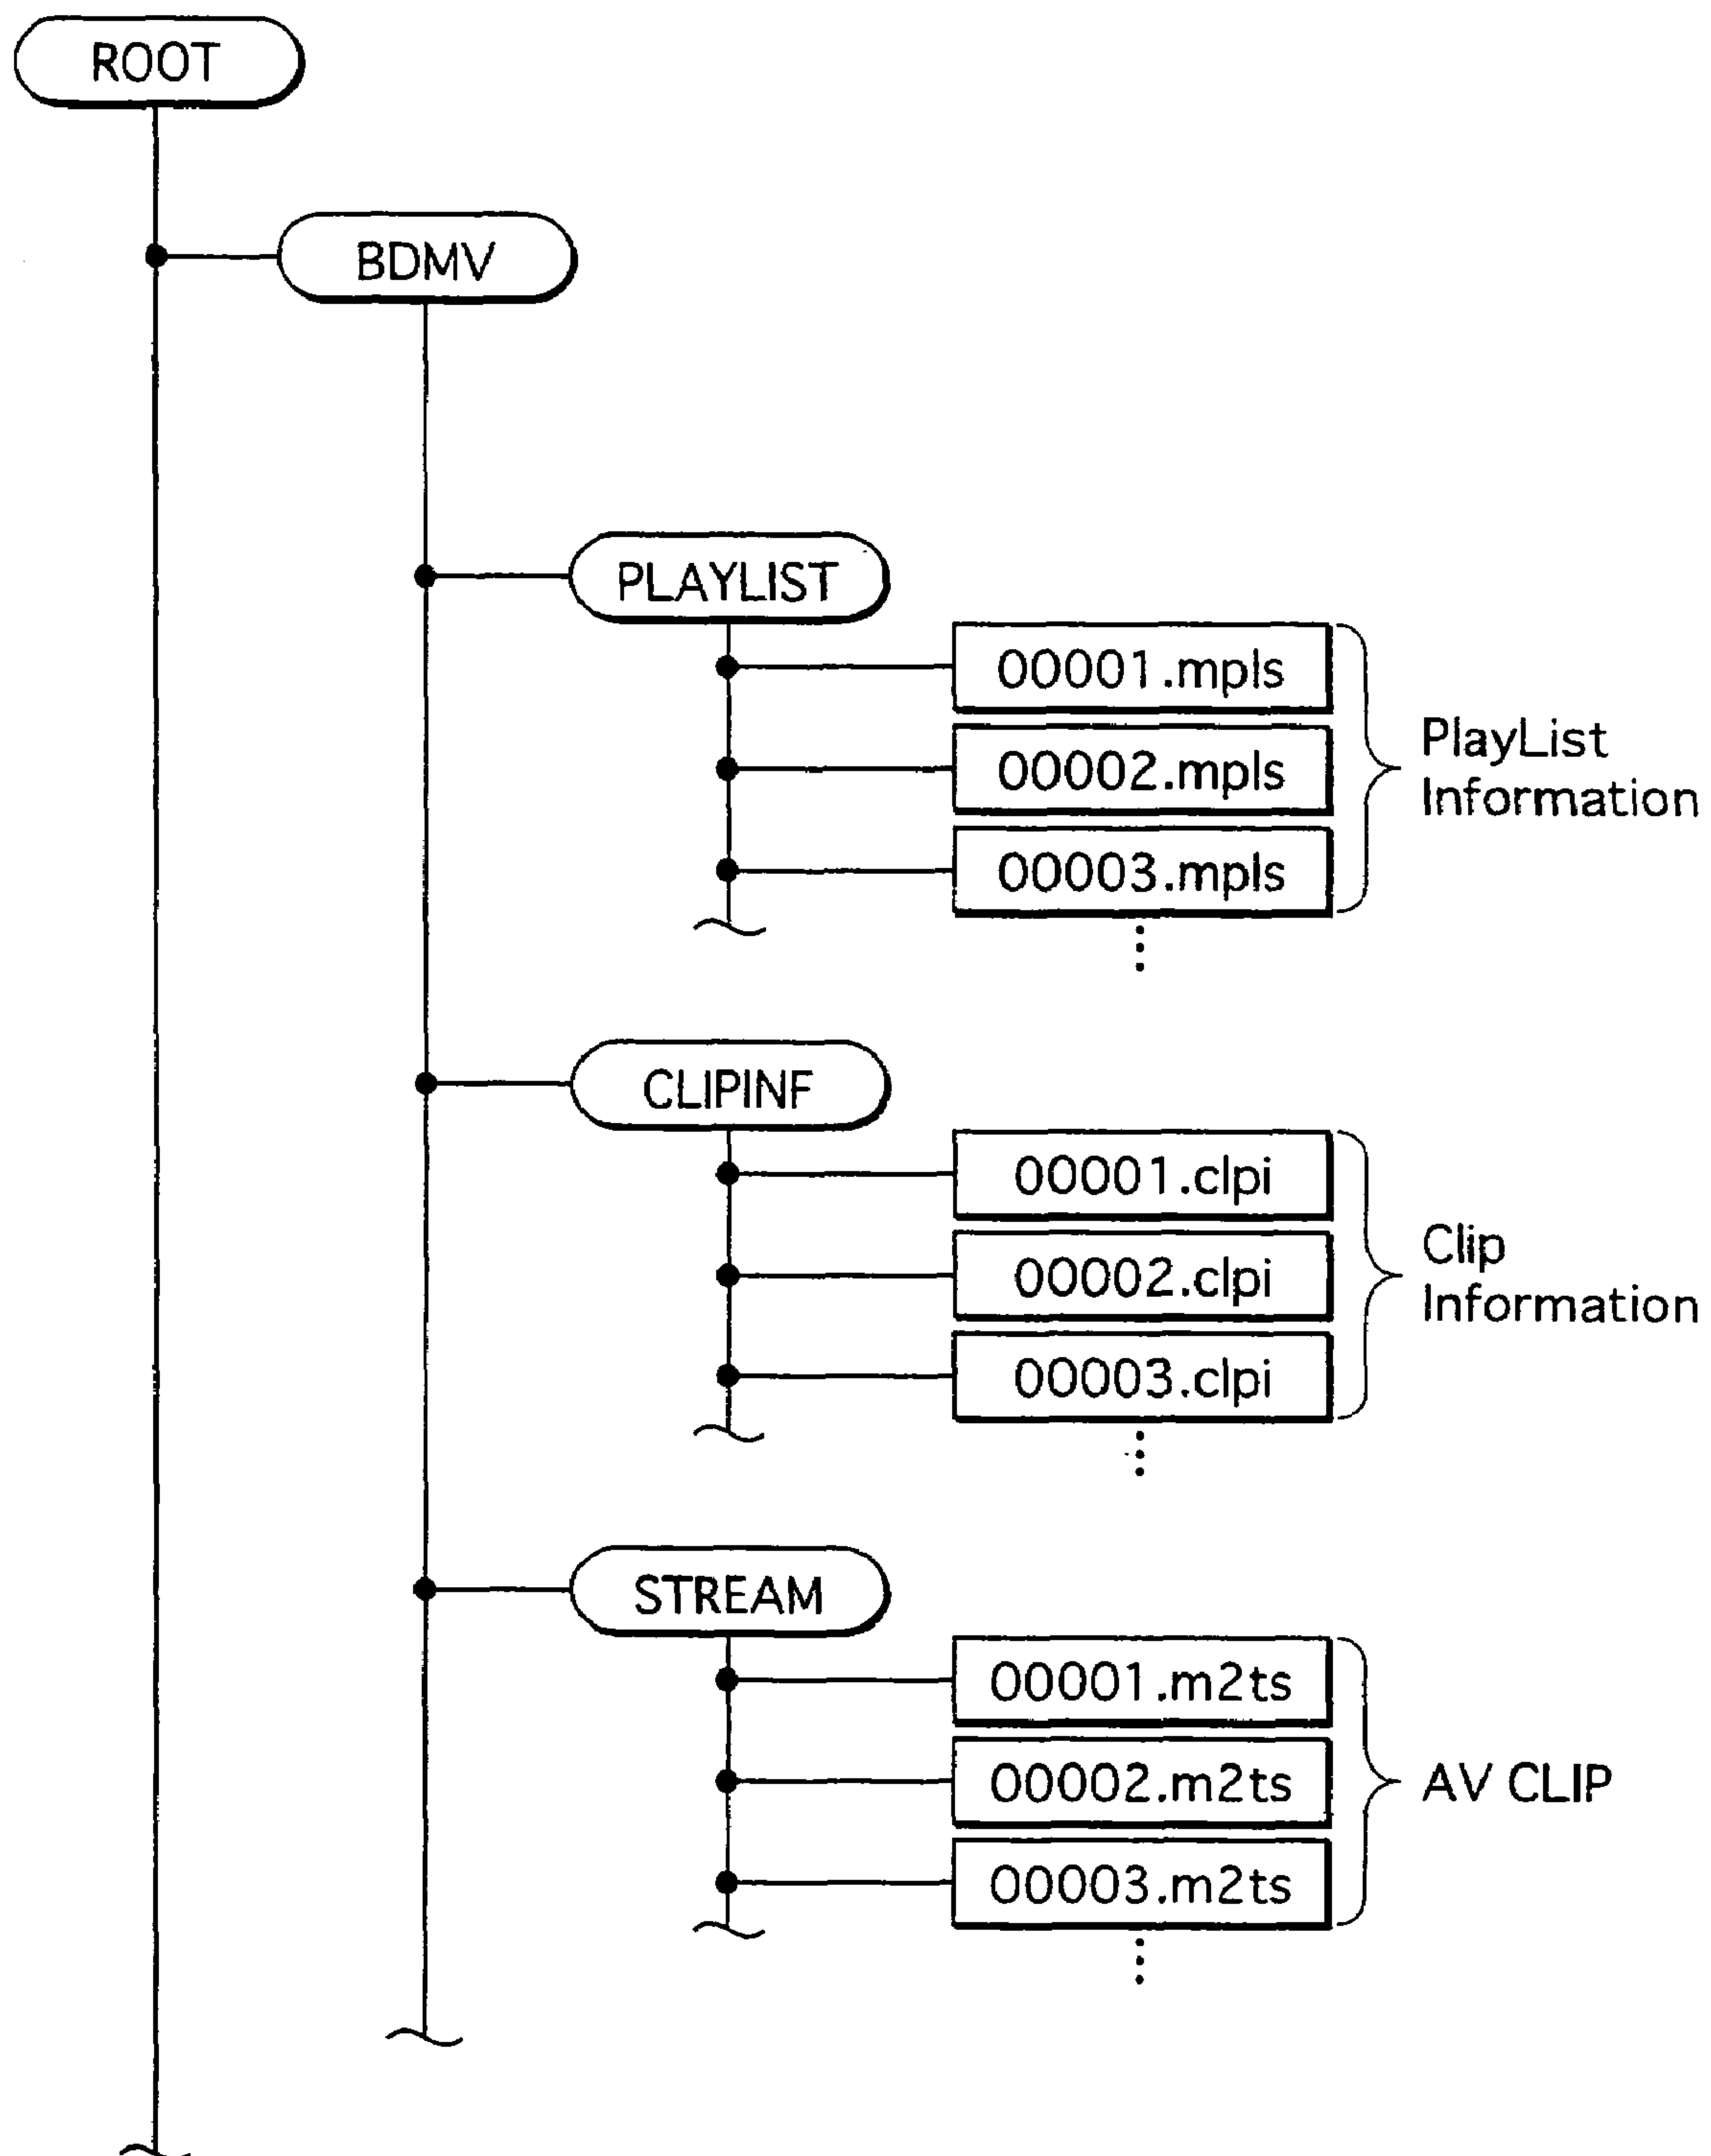 ROOT
BDMV
PLAYLIST
00001.mpls
00002.mpls
00003.mpls
PlayList
Information
CLIPINF
00001.clpi
00002.clpi
00003.clpi
Clip
Information
STREAM
00001.m2ts
00002.m2ts
00003.m2ts
AV CLIP